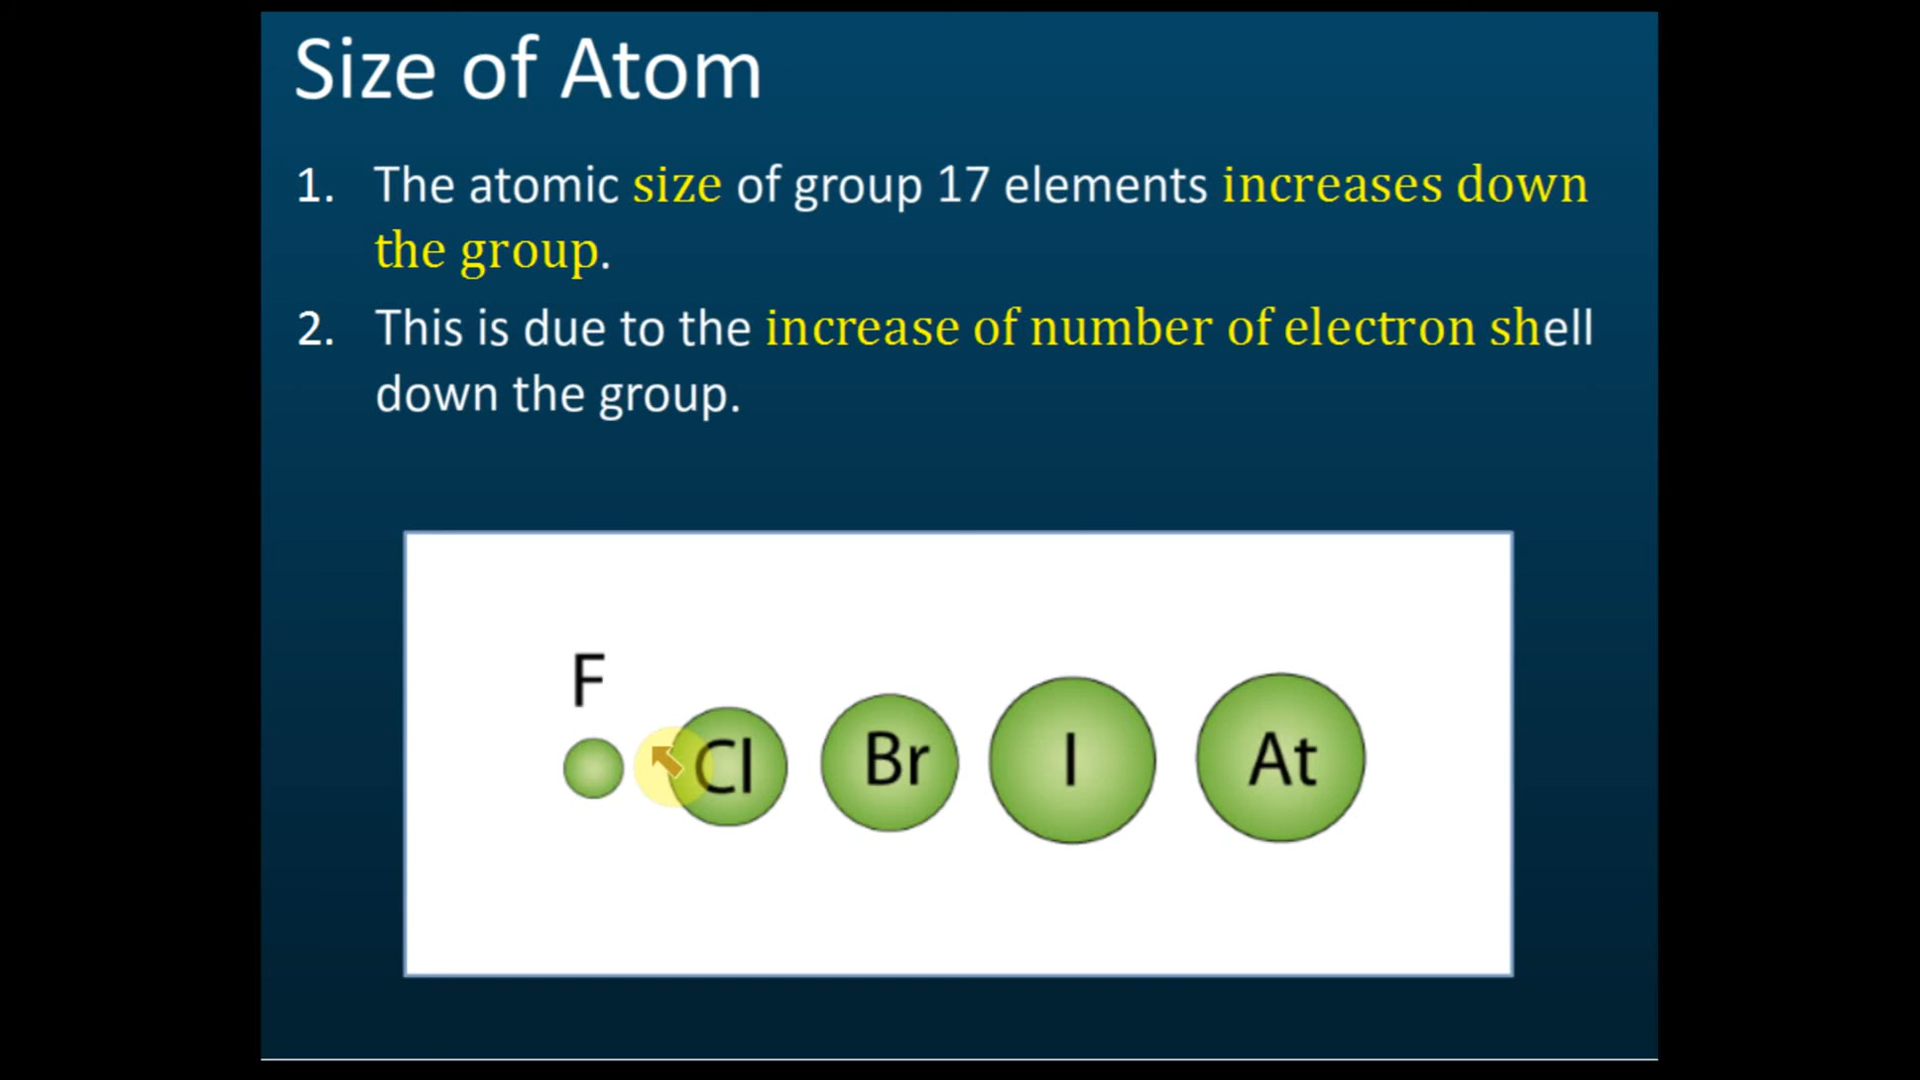 Size of Atom
1. The atomic size of group 17 elements increases down
the group.
2. This is due to the increase of number of electron shell
down the group.
F
Cl Br I At